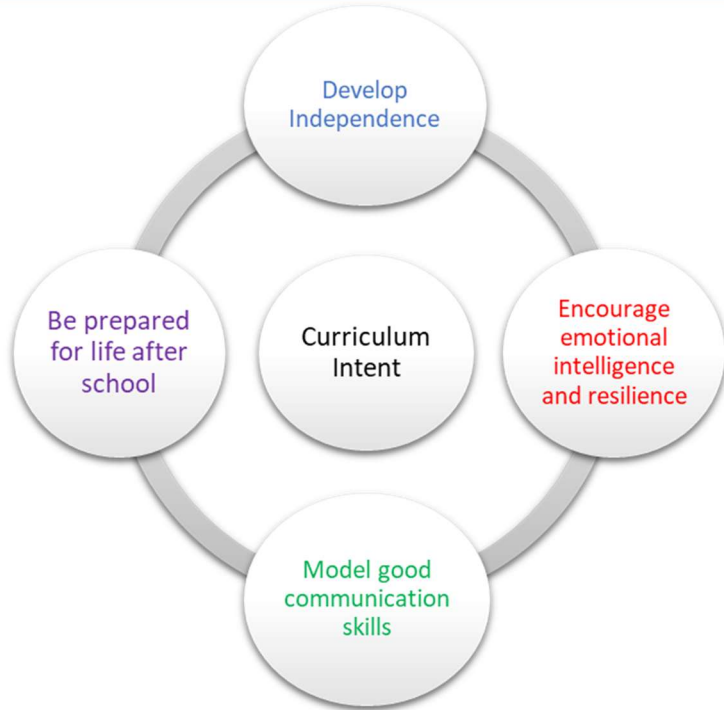 Develop
Independence
Be prepared
for life after
school
Curriculum
Intent
Encourage
emotional
intelligence
and resilience
Model good
communication
skills